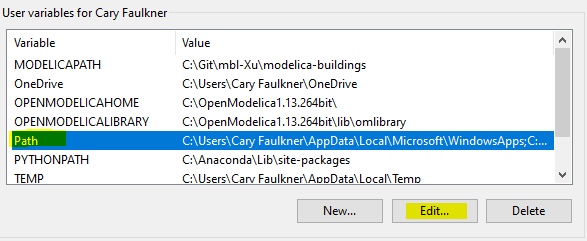 User variables for Cary Faulkner
Variable Value
MODELICAPATH C:\Git\mbl-Xu\modelica-buildings
OneDrive C:\Users\Cary Faulkner\OneDrive
OPENMODELICAHOME C:\OpenModelica1.13.264bit\
OPENMODELICALIBRARY C:\OpenModelica1.13.264bit\lib\omlibrary
Path C:\Users\Cary Faulkner\AppData\Local\Microsoft\WindowsApps;C:...
PYTHONPATH C:\Anaconda\Lib\site-packages
TEMP C:\Users\Cary Faulkner\AppData\Local\Temp
New... Edit... Delete